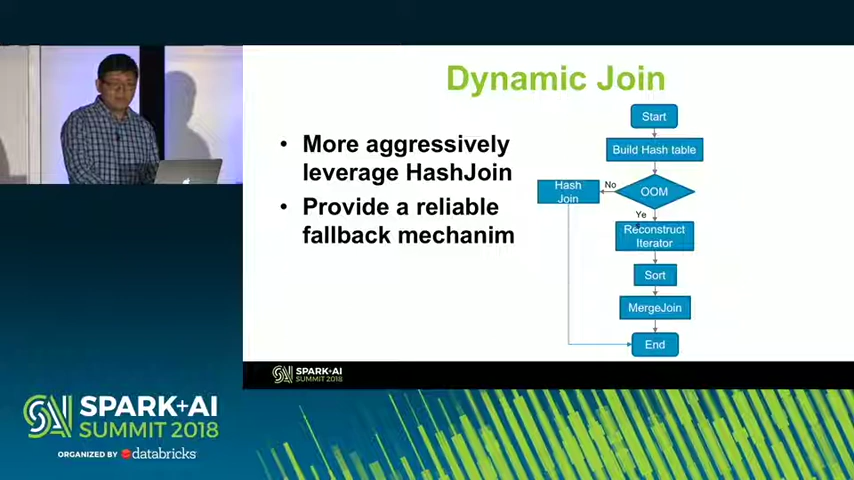 Dynamic Join
• More aggressively
leverage HashJoin
• Provide a reliable
fallback mechanim
Start
Build Hash table
OOM
No
Hash
Join
Ye
Reconstruct
Iterator
Sort
MergeJoin
End
SPARK+AI
SUMMIT 2018
SPARK+AI
SUMMIT 2018
ORGANIZED BY databricks